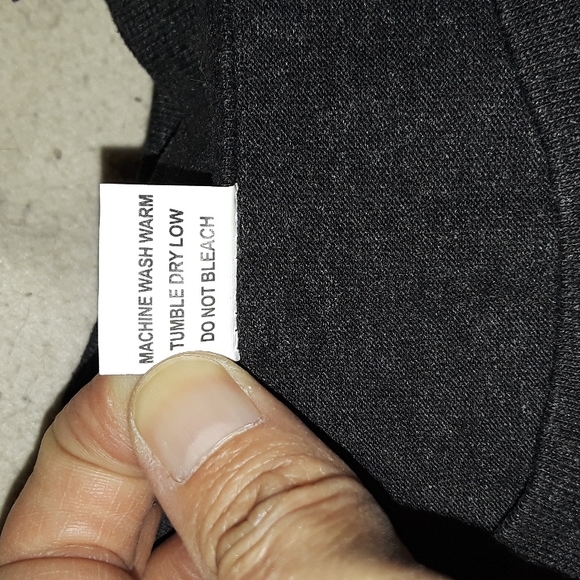 MACHINE WASH WARM
TUMBLE DRY LOW
DO NOT BLEACH